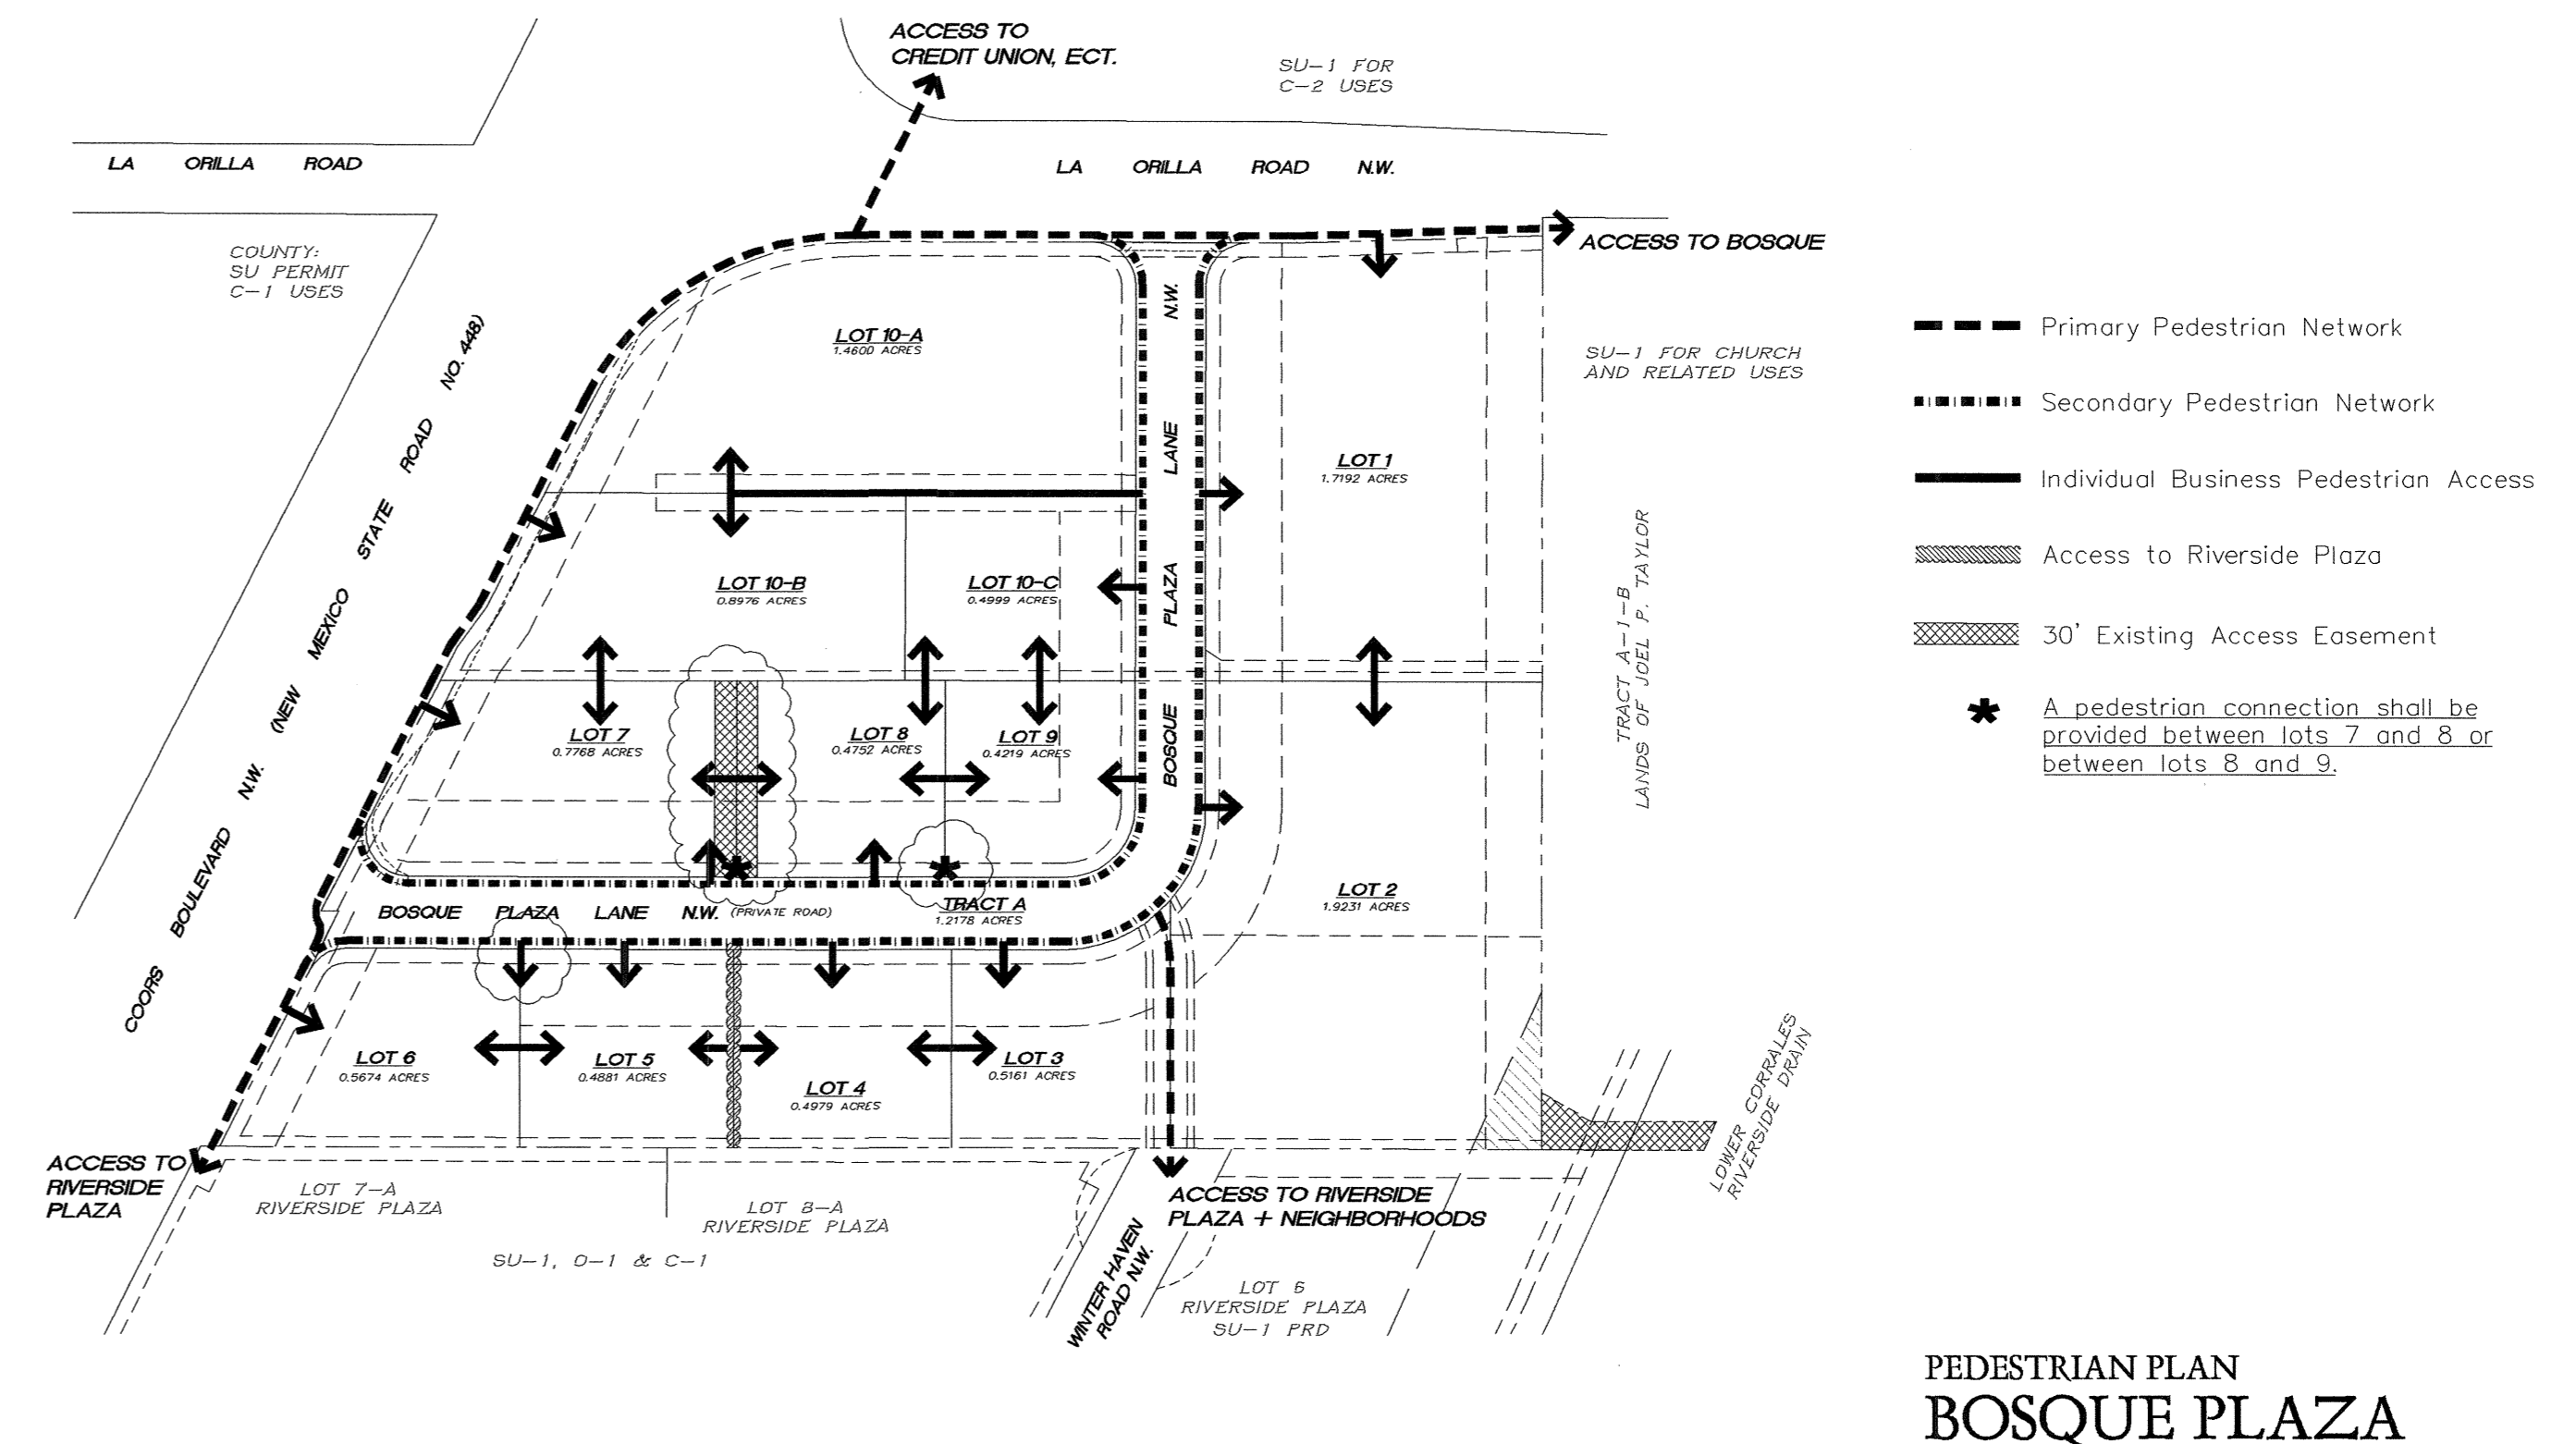 ACCESS TO
CREDIT UNION, ECT.
SU-1 FOR
C-2 USES
LA ORILLA ROAD
LA ORILLA ROAD N.W.
COUNTY:
SU PERMIT
C-1 USES
ACCESS TO BOSQUE
COORS BOULEVARD N.W. (NEW MEXICO STATE ROAD NO. 448)
LOT 10-A
1.4600 ACRES
BOSQUE PLAZA LANE N.W.
LOT 1
1.7192 ACRES
SU-1 FOR CHURCH
AND RELATED USES
TRACT A-1-B
LANDS OF JOEL P. TAYLOR
LOT 10-B
0.8976 ACRES
LOT 10-C
0.4999 ACRES
LOT 7
0.7768 ACRES
LOT 8
0.4752 ACRES
LOT 9
0.4219 ACRES
BOSQUE PLAZA LANE N.W. (PRIVATE ROAD)
TRACT A
1.2178 ACRES
LOT 2
1.9231 ACRES
LOT 6
0.5674 ACRES
LOT 5
0.4881 ACRES
LOT 4
0.4979 ACRES
LOT 3
0.5161 ACRES
LOWER CORRALES
RIVERSIDE DRAIN
ACCESS TO
RIVERSIDE
PLAZA
LOT 7-A
RIVERSIDE PLAZA
LOT 8-A
RIVERSIDE PLAZA
SU-1, O-1 & C-1
ACCESS TO RIVERSIDE
PLAZA + NEIGHBORHOODS
WINTER HAVEN
ROAD N.W.
LOT 6
RIVERSIDE PLAZA
SU-1 PRD
Primary Pedestrian Network
Secondary Pedestrian Network
Individual Business Pedestrian Access
Access to Riverside Plaza
30' Existing Access Easement
* A pedestrian connection shall be
provided between lots 7 and 8 or
between lots 8 and 9.
PEDESTRIAN PLAN
BOSQUE PLAZA